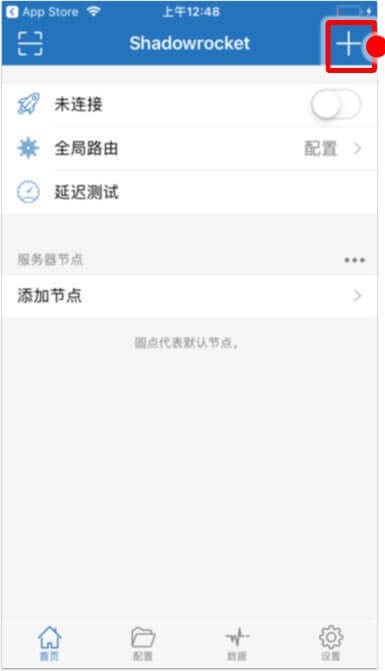 App Store 上午12:48
Shadowrocket
未连接
全局路由 配置
延迟测试
服务器节点
添加节点
圆点代表默认节点。
首页 配置 数据 设置